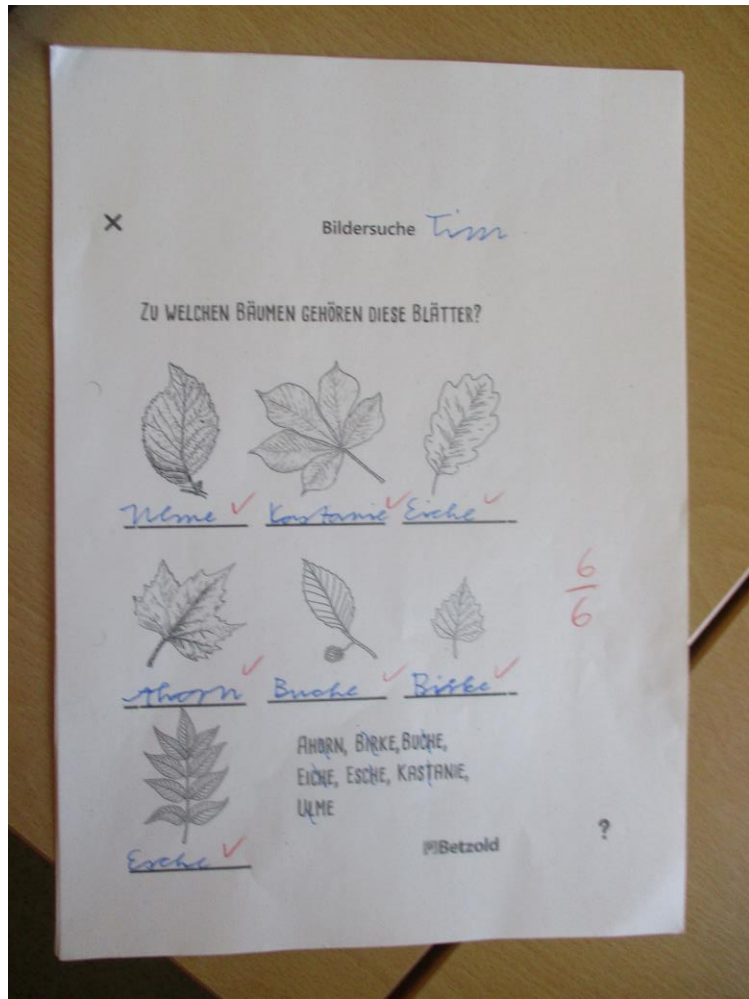 × Bildersuche Tim
ZU WELCHEN BÄUMEN GEHÖREN DIESE BLÄTTER?
Ulme Kastanie Eiche
6
6
Ahorn Buche Birke
AHORN, BIRKE, BUCHE,
EICHE, ESCHE, KASTANIE,
ULME
?
Betzold
Esche